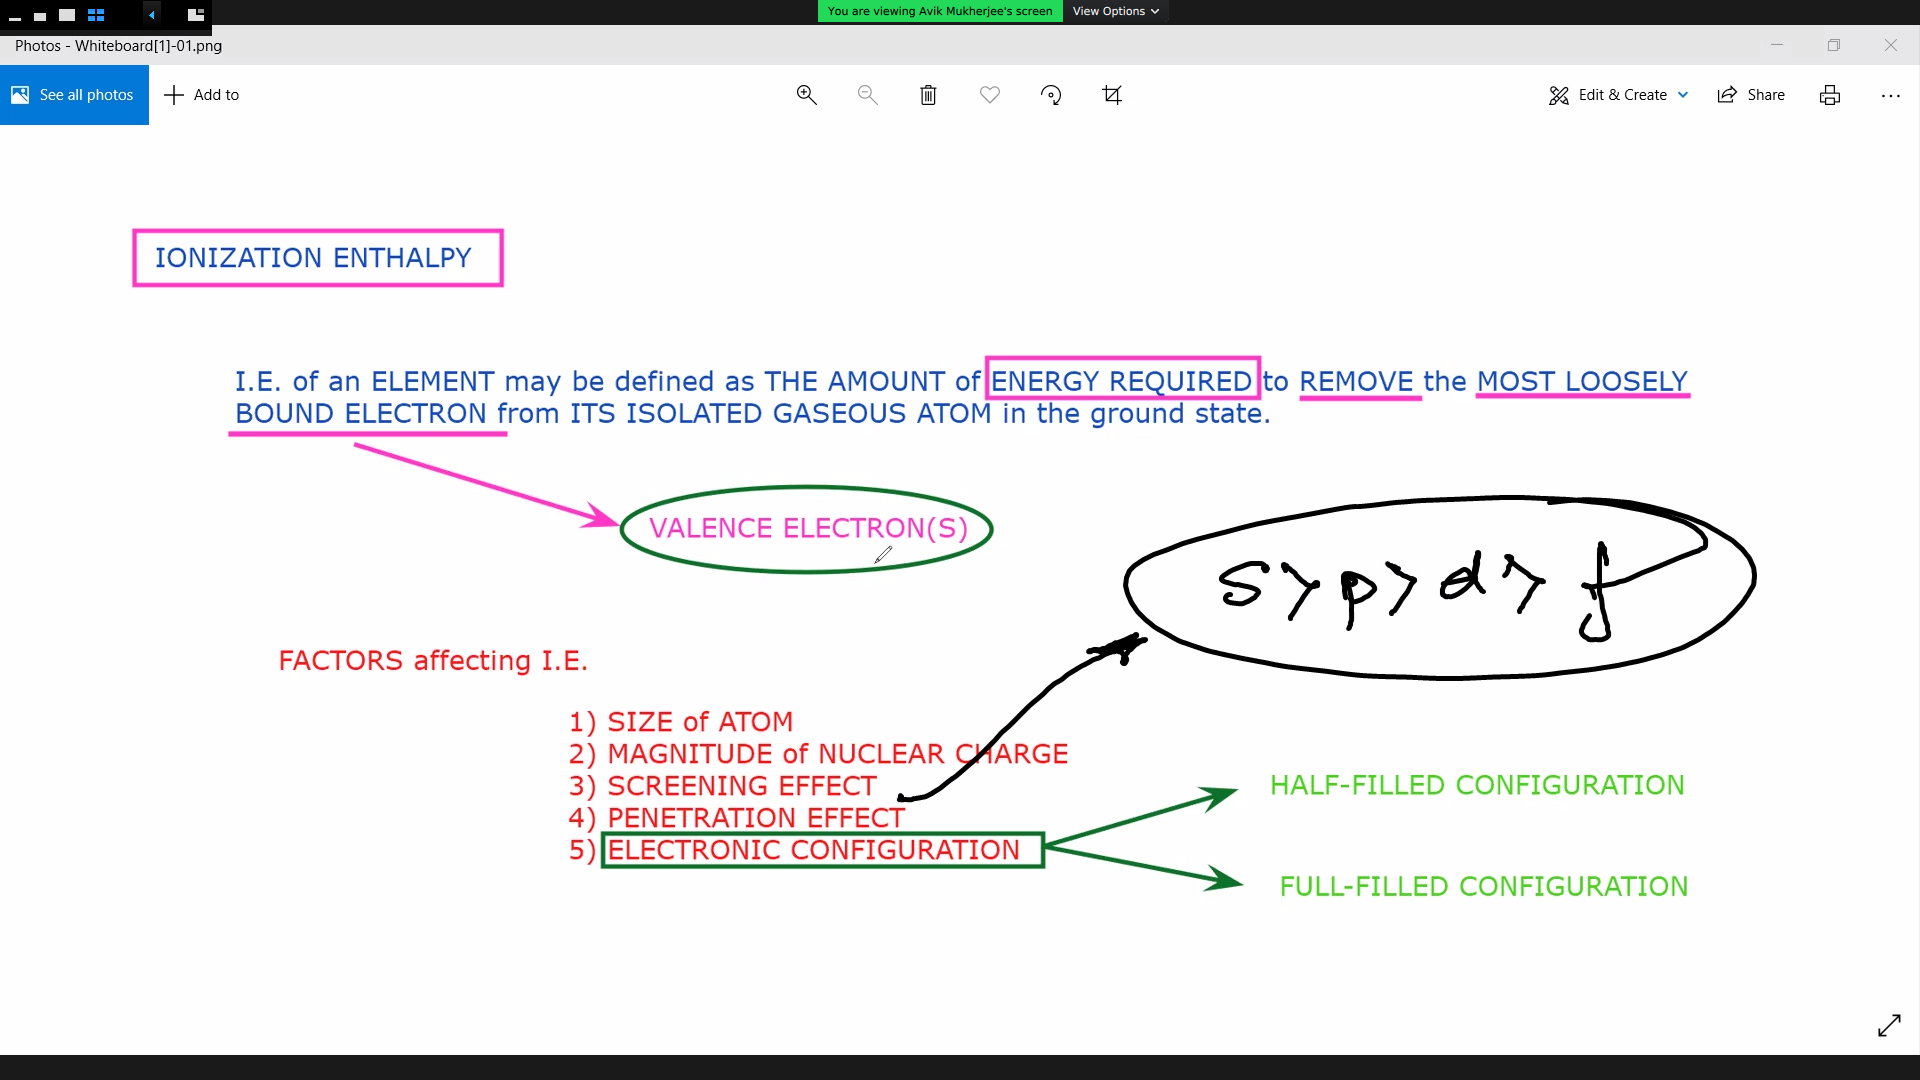 You are viewing Avik Mukherjee's screen View Options
Photos - Whiteboard[1]-01.png
See all photos Add to Edit & Create Share
IONIZATION ENTHALPY
I.E. of an ELEMENT may be defined as THE AMOUNT of ENERGY REQUIRED to REMOVE the MOST LOOSELY
BOUND ELECTRON from ITS ISOLATED GASEOUS ATOM in the ground state.
VALENCE ELECTRON(S)
s > p > d > f
FACTORS affecting I.E.
1) SIZE of ATOM
2) MAGNITUDE of NUCLEAR CHARGE
3) SCREENING EFFECT
4) PENETRATION EFFECT
5) ELECTRONIC CONFIGURATION
HALF-FILLED CONFIGURATION
FULL-FILLED CONFIGURATION